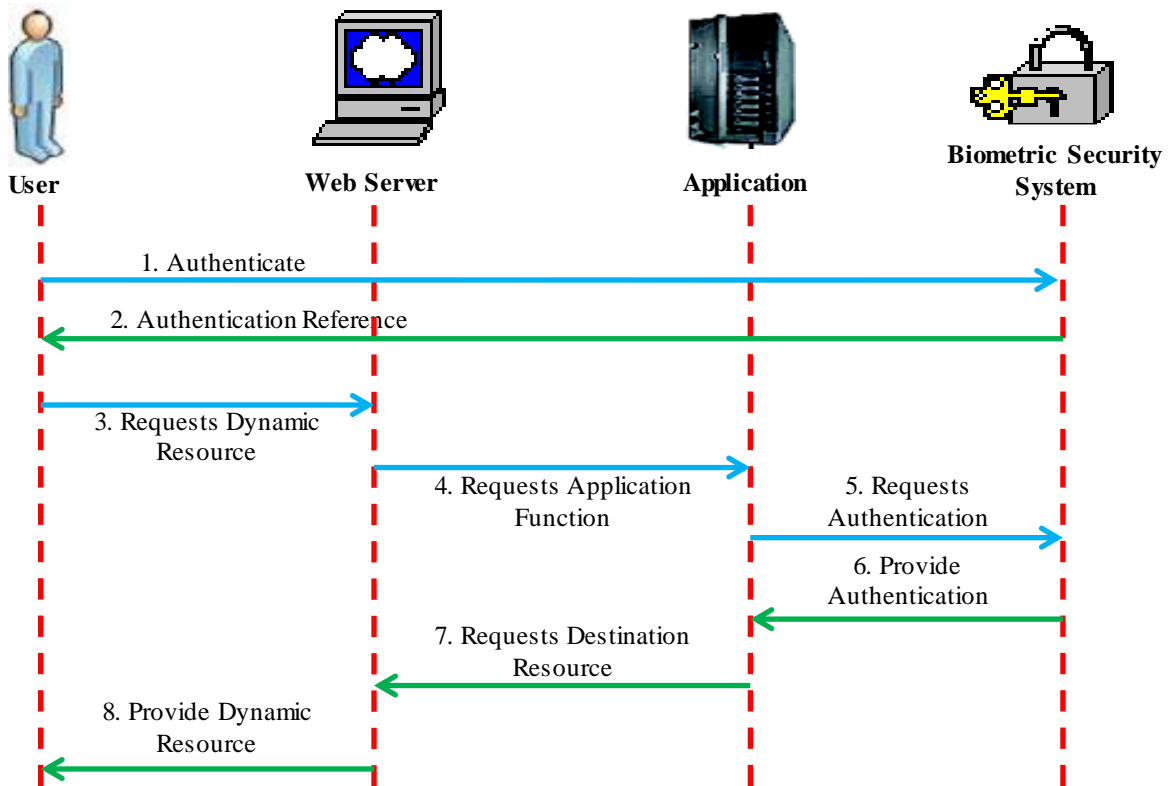 User
Web Server
Application
Biometric Security
System
1. Authenticate
2. Authentication Reference
3. Requests Dynamic
Resource
4. Requests Application
Function
5. Requests
Authentication
6. Provide
Authentication
7. Requests Destination
Resource
8. Provide Dynamic
Resource